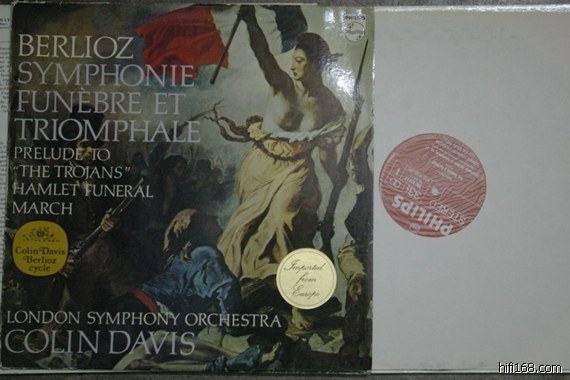 BERLIOZ
SYMPHONIE
FUNÈBRE ET
TRIOMPHALE
PRELUDE TO
"THE TROJANS"
HAMLET FUNERAL
MARCH
PHILIPS
Colin Davis
Berlioz
cycle
Imported
from
Europe
LONDON SYMPHONY ORCHESTRA
COLIN DAVIS
PHILIPS
hifi168.com